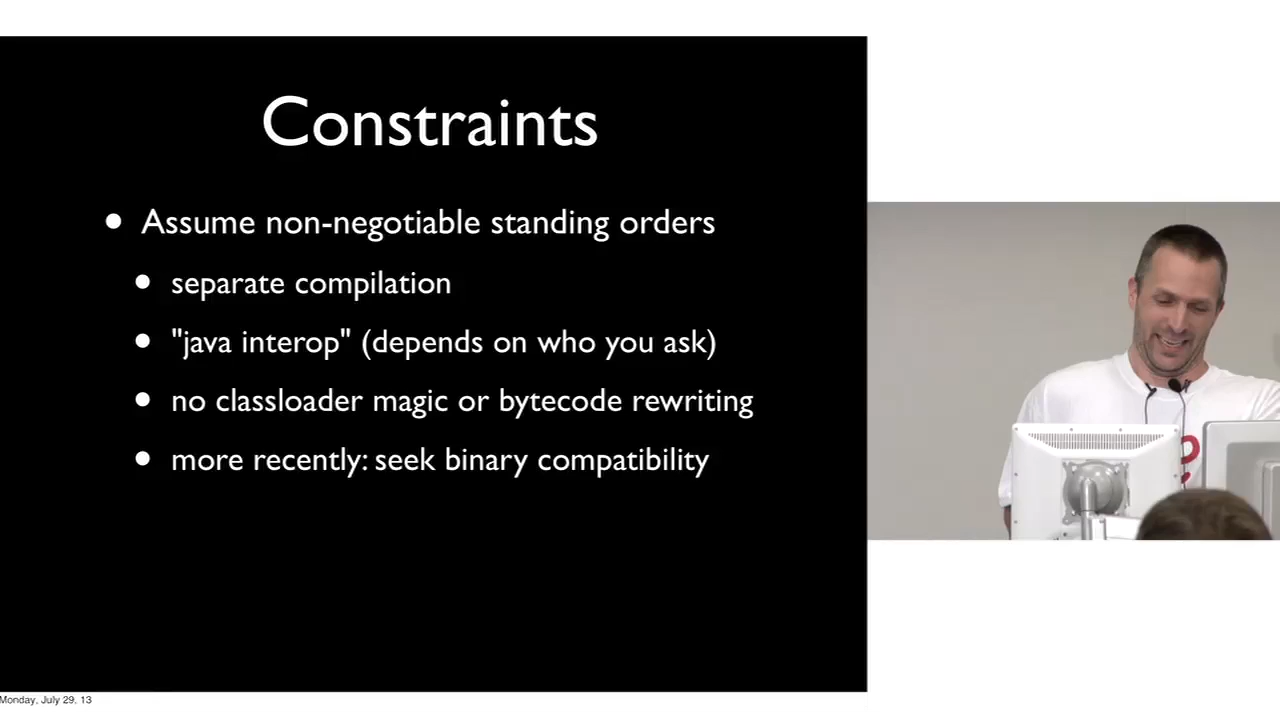 Constraints
• Assume non-negotiable standing orders
• separate compilation
• "java interop" (depends on who you ask)
• no classloader magic or bytecode rewriting
• more recently: seek binary compatibility
Monday, July 29, 13